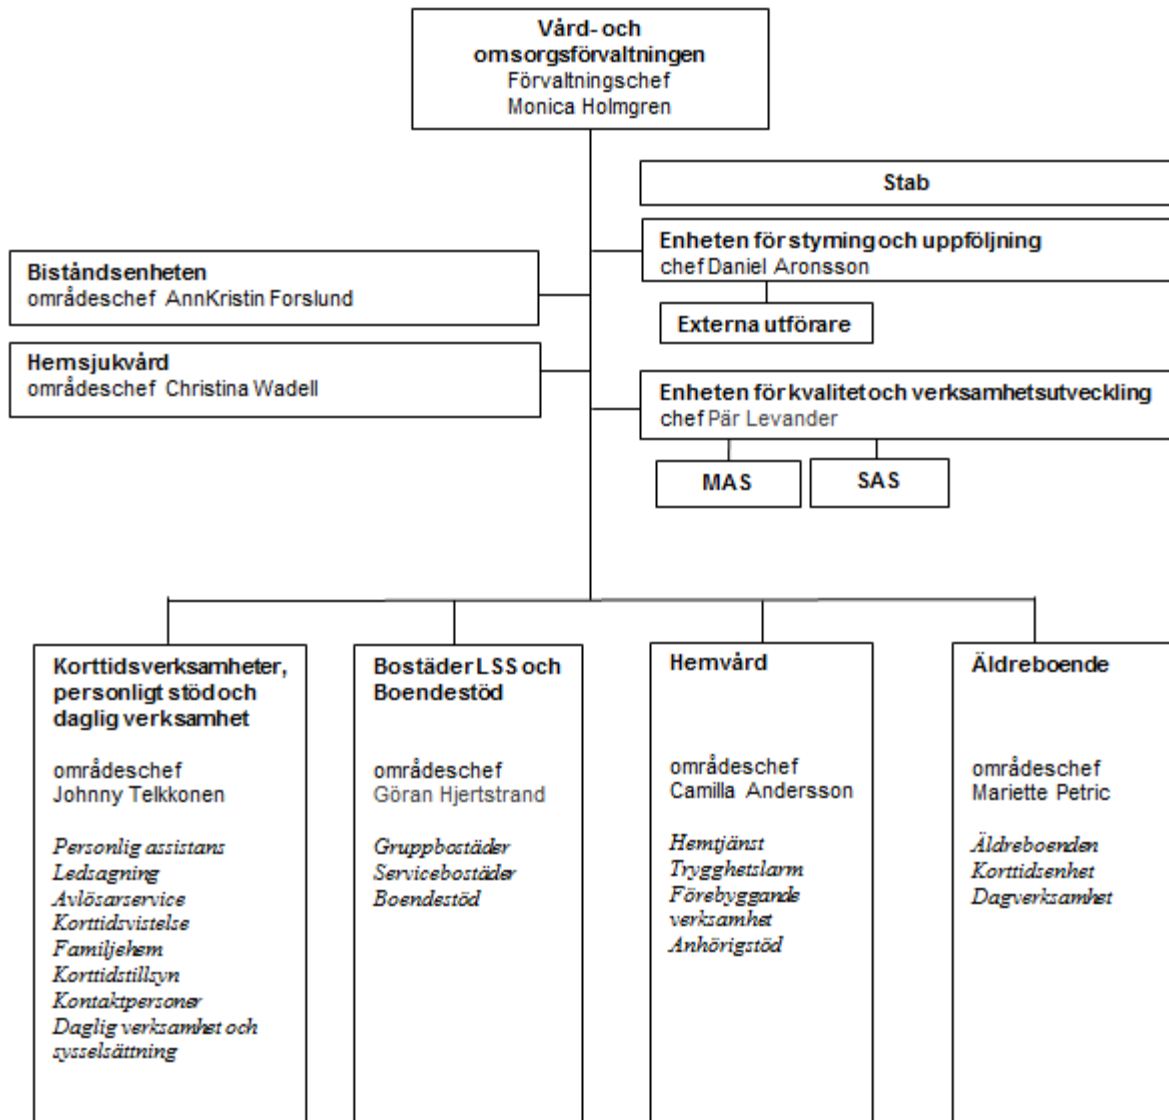 Vård- och
omsorgsförvaltningen
Förvaltningschef
Monica Holmgren
Stab
Enheten för styrning och uppföljning
chef Daniel Aronsson
Externa utförare
Biståndsenheten
områdeschef AnnKristin Forslund
Hemsjukvård
områdeschef Christina Wadell
Enheten för kvalitet och verksamhetsutveckling
chef Pär Levander
MAS
SAS
Korttidsverksamheter,
personligt stöd och
daglig verksamhet
områdeschef
Johnny Telkkonen
Personlig assistans
Ledsagning
Avlösarservice
Korttidsvistelse
Familjehem
Korttidstillsyn
Kontaktpersoner
Daglig verksamhet och
sysselsättning
Bostäder LSS och
Boendestöd
områdeschef
Göran Hjertstrand
Gruppbostäder
Servicebostäder
Boendestöd
Hemvård
områdeschef
Camilla Andersson
Hemtjänst
Trygghetslarm
Förebyggande
verksamhet
Anhörigstöd
Äldreboende
områdeschef
Mariette Petric
Äldreboenden
Korttidsenhet
Dagverksamhet